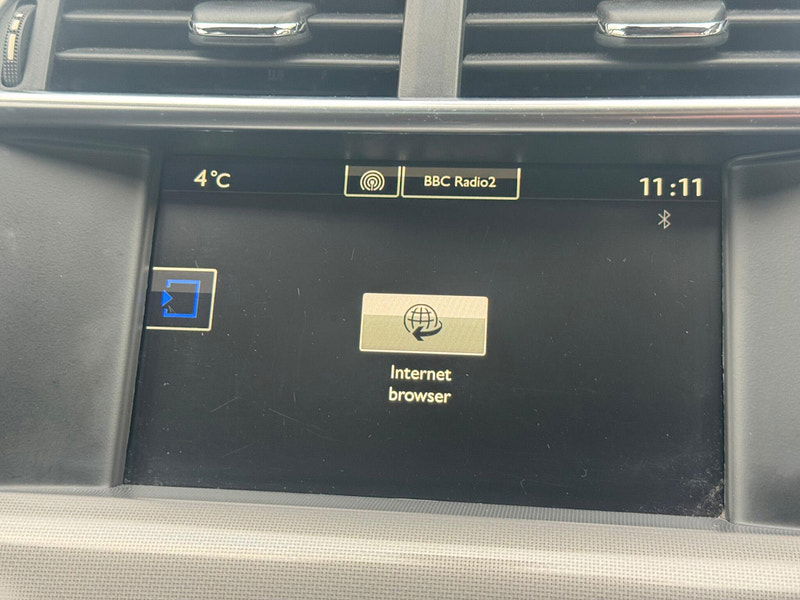 4°C
BBC Radio2
11:11
Internet
browser